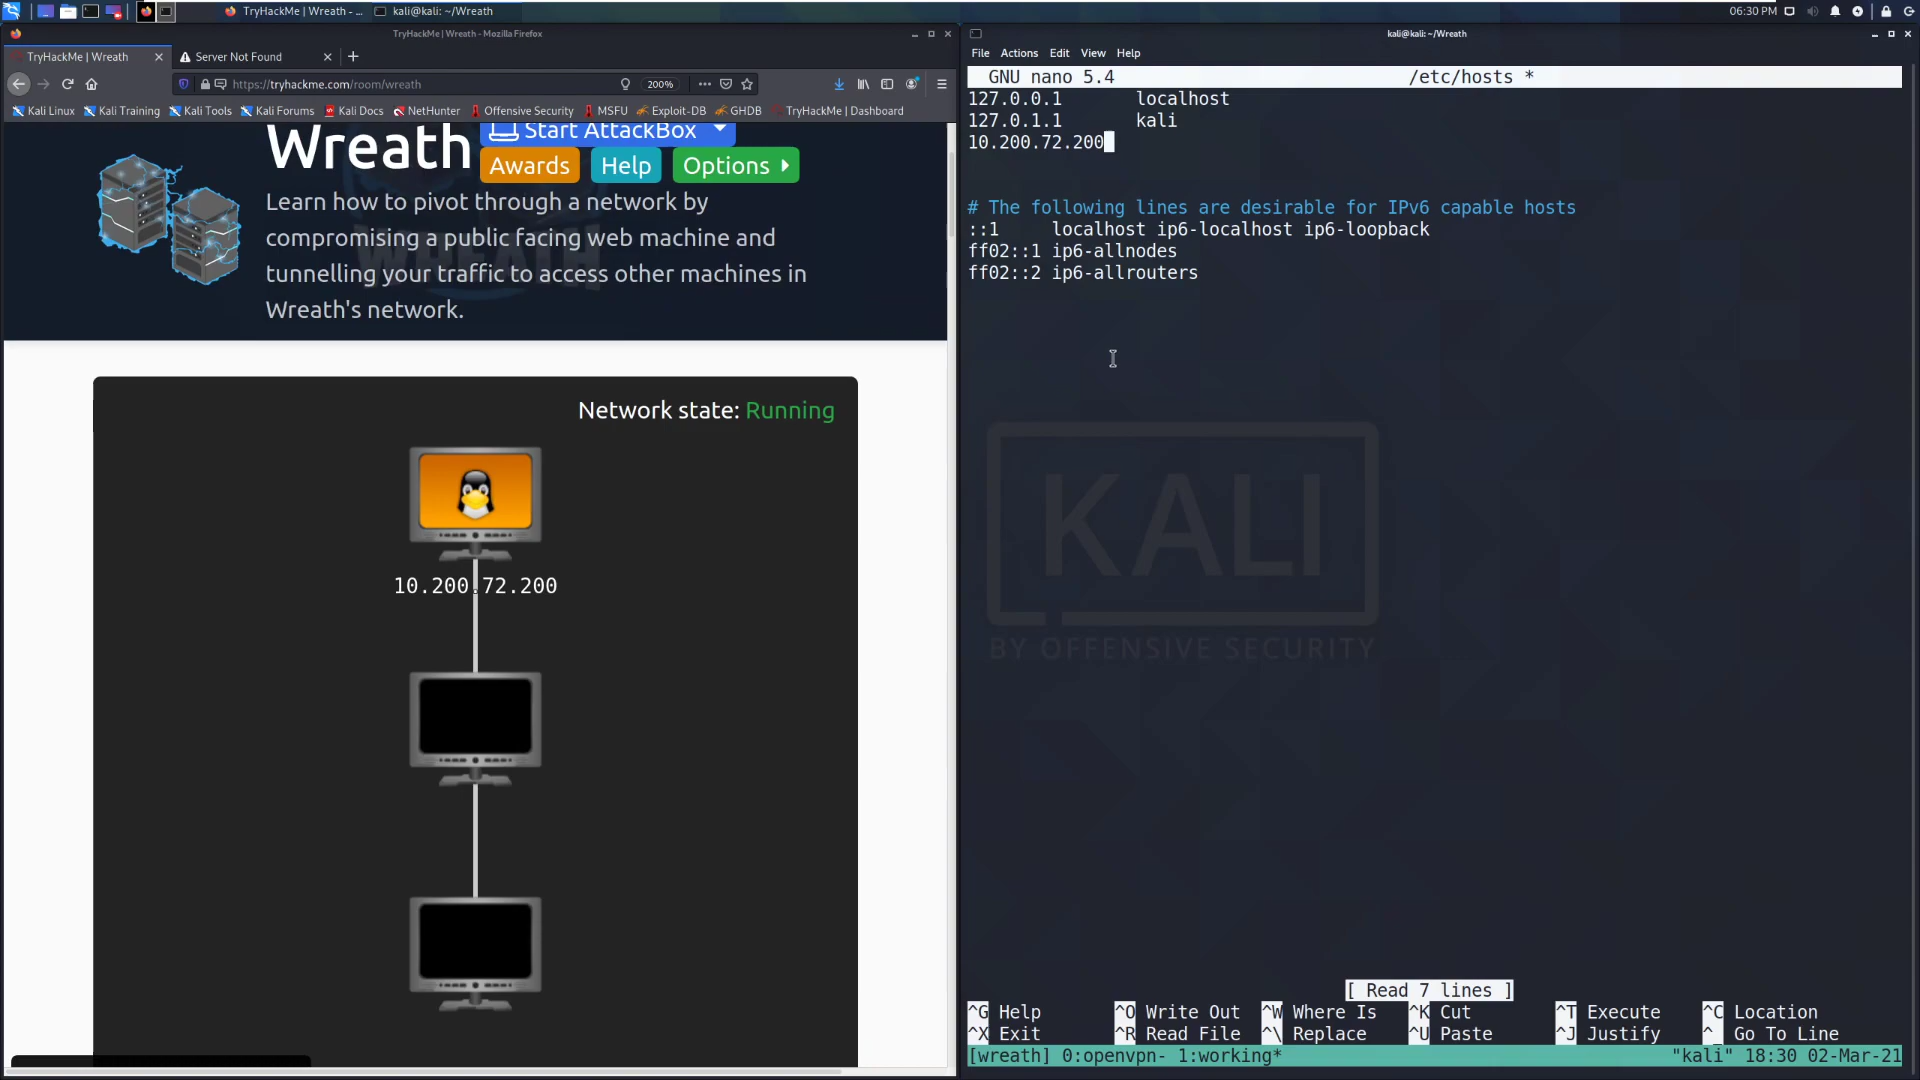 TryHackMe | Wreath - ...
kali@kali: ~/Wreath
06:30 PM
TryHackMe | Wreath - Mozilla Firefox
TryHackMe | Wreath
Server Not Found
https://tryhackme.com/room/wreath
200%
Kali Linux
Kali Training
Kali Tools
Kali Forums
Kali Docs
NetHunter
Offensive Security
MSFU
Exploit-DB
GHDB
TryHackMe | Dashboard
Wreath
Start AttackBox
Awards
Help
Options
Learn how to pivot through a network by
compromising a public facing web machine and
tunnelling your traffic to access other machines in
Wreath's network.
WREATH
Network state: Running
10.200.72.200
kali@kali: ~/Wreath
File Actions Edit View Help
GNU nano 5.4 /etc/hosts *
127.0.0.1 localhost
127.0.1.1 kali
10.200.72.200
# The following lines are desirable for IPv6 capable hosts
::1 localhost ip6-localhost ip6-loopback
ff02::1 ip6-allnodes
ff02::2 ip6-allrouters
KALI
BY OFFENSIVE SECURITY
[ Read 7 lines ]
^G Help ^O Write Out ^W Where Is ^K Cut ^T Execute ^C Location
^X Exit ^R Read File ^\ Replace ^U Paste ^J Justify ^_ Go To Line
[wreath] 0:openvpn- 1:working* "kali" 18:30 02-Mar-21